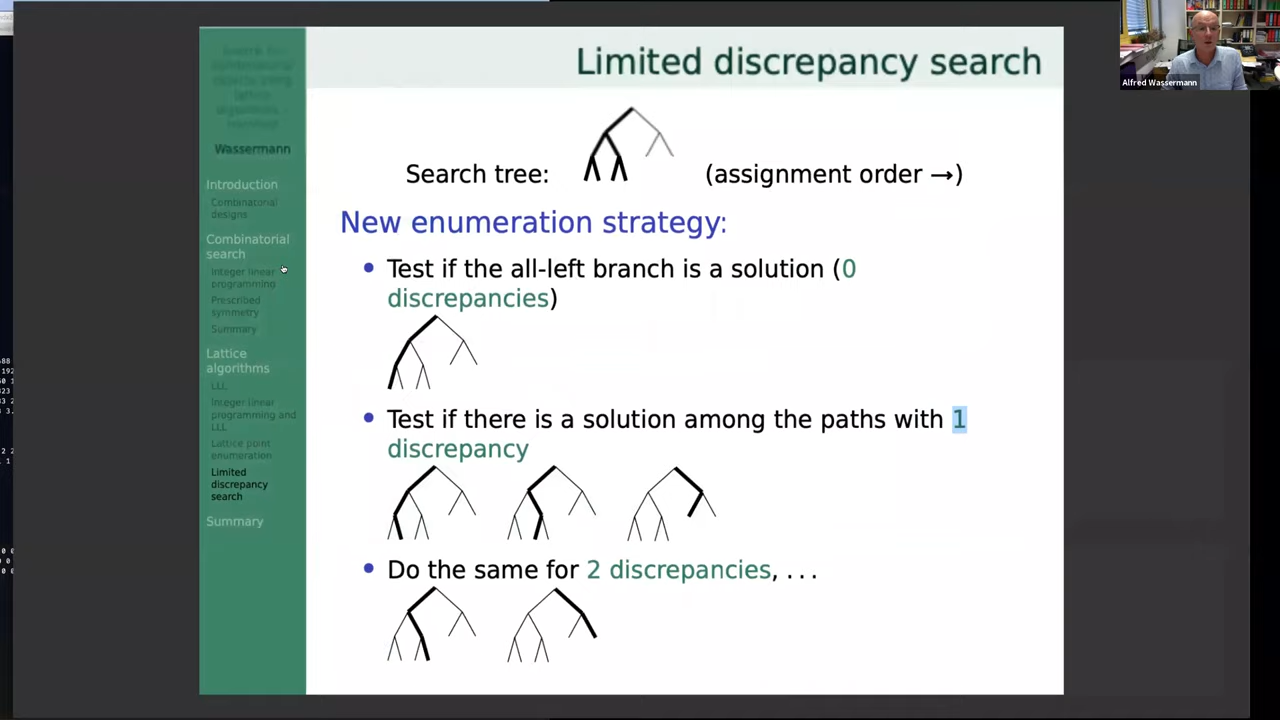 Limited discrepancy search
Alfred Wassermann
Wassermann
Introduction
Combinatorial
designs
Combinatorial
search
Integer linear
programming
Prescribed
symmetry
Summary
Lattice
algorithms
LLL
Integer linear
programming and
LLL
Lattice point
enumeration
Limited
discrepancy
search
Summary
Search tree:
(assignment order →)
New enumeration strategy:
• Test if the all-left branch is a solution (0
discrepancies)
• Test if there is a solution among the paths with 1
discrepancy
• Do the same for 2 discrepancies, . . .